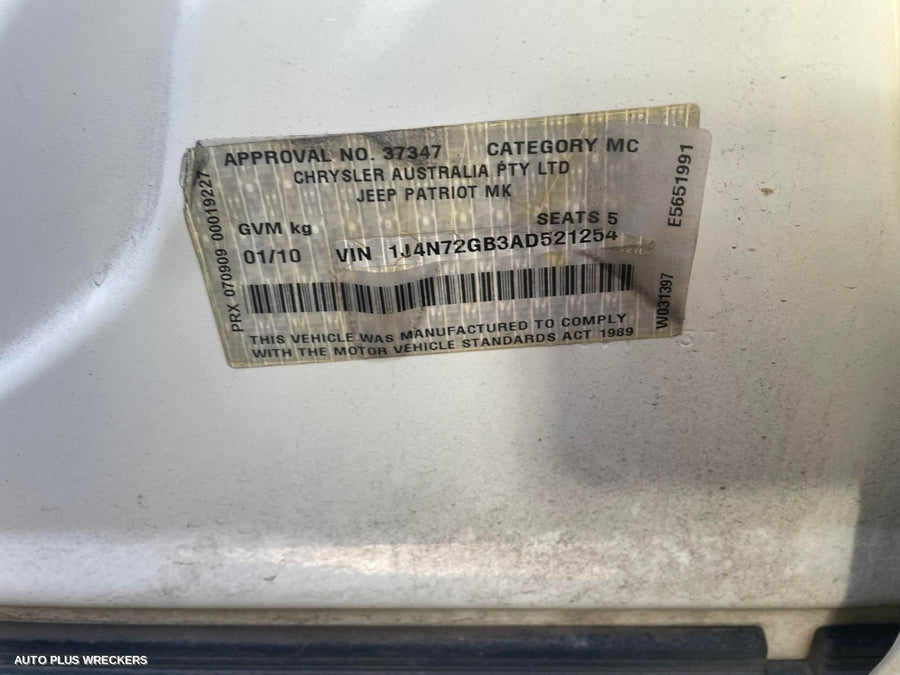 APPROVAL NO. 37347 CATEGORY MC
CHRYSLER AUSTRALIA PTY LTD
JEEP PATRIOT MK
GVM kg SEATS 5
01/10 VIN 1J4N72GB3AD521254
THIS VEHICLE WAS MANUFACTURED TO COMPLY
WITH THE MOTOR VEHICLE STANDARDS ACT 1989
PRX 070909 00019227
E5651991
W031397
AUTO PLUS WRECKERS